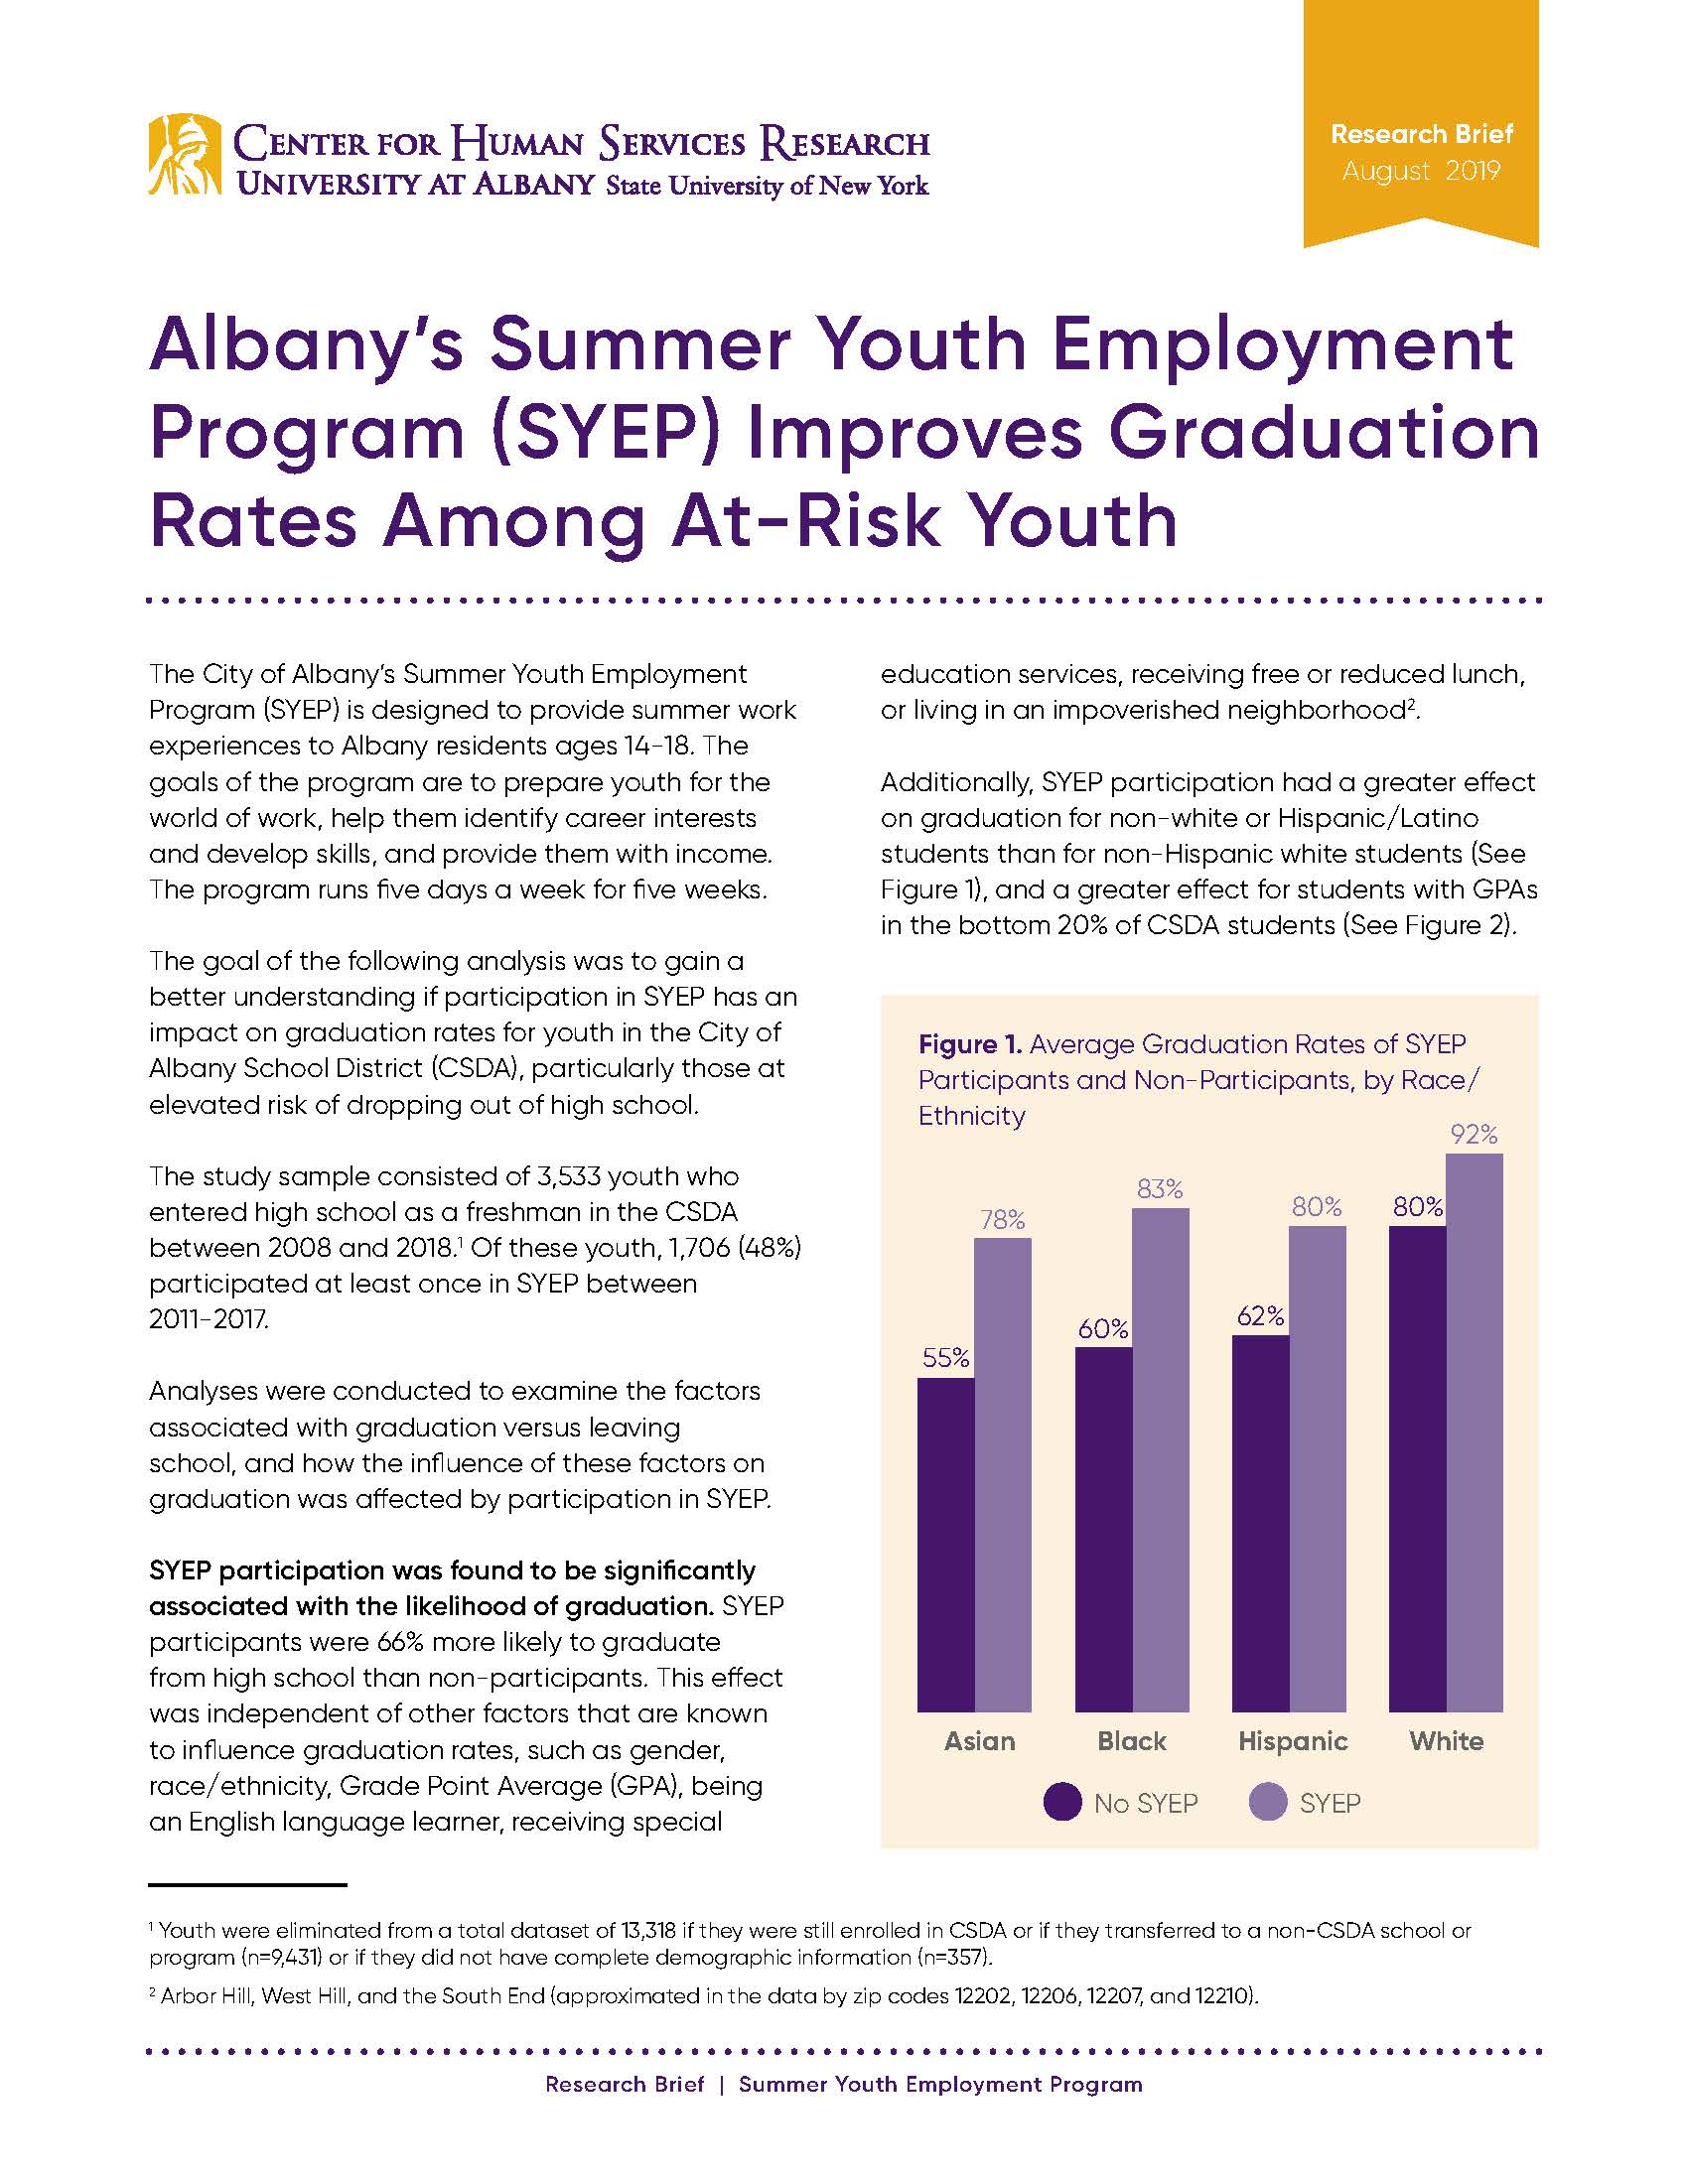 CENTER FOR HUMAN SERVICES RESEARCH
UNIVERSITY AT ALBANY State University of New York
Research Brief
August 2019
Albany’s Summer Youth Employment
Program (SYEP) Improves Graduation
Rates Among At-Risk Youth
The City of Albany’s Summer Youth Employment
Program (SYEP) is designed to provide summer work
experiences to Albany residents ages 14-18. The
goals of the program are to prepare youth for the
world of work, help them identify career interests
and develop skills, and provide them with income.
The program runs five days a week for five weeks.
The goal of the following analysis was to gain a
better understanding if participation in SYEP has an
impact on graduation rates for youth in the City of
Albany School District (CSDA), particularly those at
elevated risk of dropping out of high school.
The study sample consisted of 3,533 youth who
entered high school as a freshman in the CSDA
between 2008 and 2018.¹ Of these youth, 1,706 (48%)
participated at least once in SYEP between
2011-2017.
Analyses were conducted to examine the factors
associated with graduation versus leaving
school, and how the influence of these factors on
graduation was affected by participation in SYEP.
SYEP participation was found to be significantly
associated with the likelihood of graduation. SYEP
participants were 66% more likely to graduate
from high school than non-participants. This effect
was independent of other factors that are known
to influence graduation rates, such as gender,
race/ethnicity, Grade Point Average (GPA), being
an English language learner, receiving special
education services, receiving free or reduced lunch,
or living in an impoverished neighborhood².
Additionally, SYEP participation had a greater effect
on graduation for non-white or Hispanic/Latino
students than for non-Hispanic white students (See
Figure 1), and a greater effect for students with GPAs
in the bottom 20% of CSDA students (See Figure 2).
Figure 1. Average Graduation Rates of SYEP
Participants and Non-Participants, by Race/
Ethnicity
55% 78% 60% 83% 62% 80% 80% 92%
Asian Black Hispanic White
No SYEP SYEP
¹ Youth were eliminated from a total dataset of 13,318 if they were still enrolled in CSDA or if they transferred to a non-CSDA school or
program (n=9,431) or if they did not have complete demographic information (n=357).
² Arbor Hill, West Hill, and the South End (approximated in the data by zip codes 12202, 12206, 12207, and 12210).
Research Brief | Summer Youth Employment Program